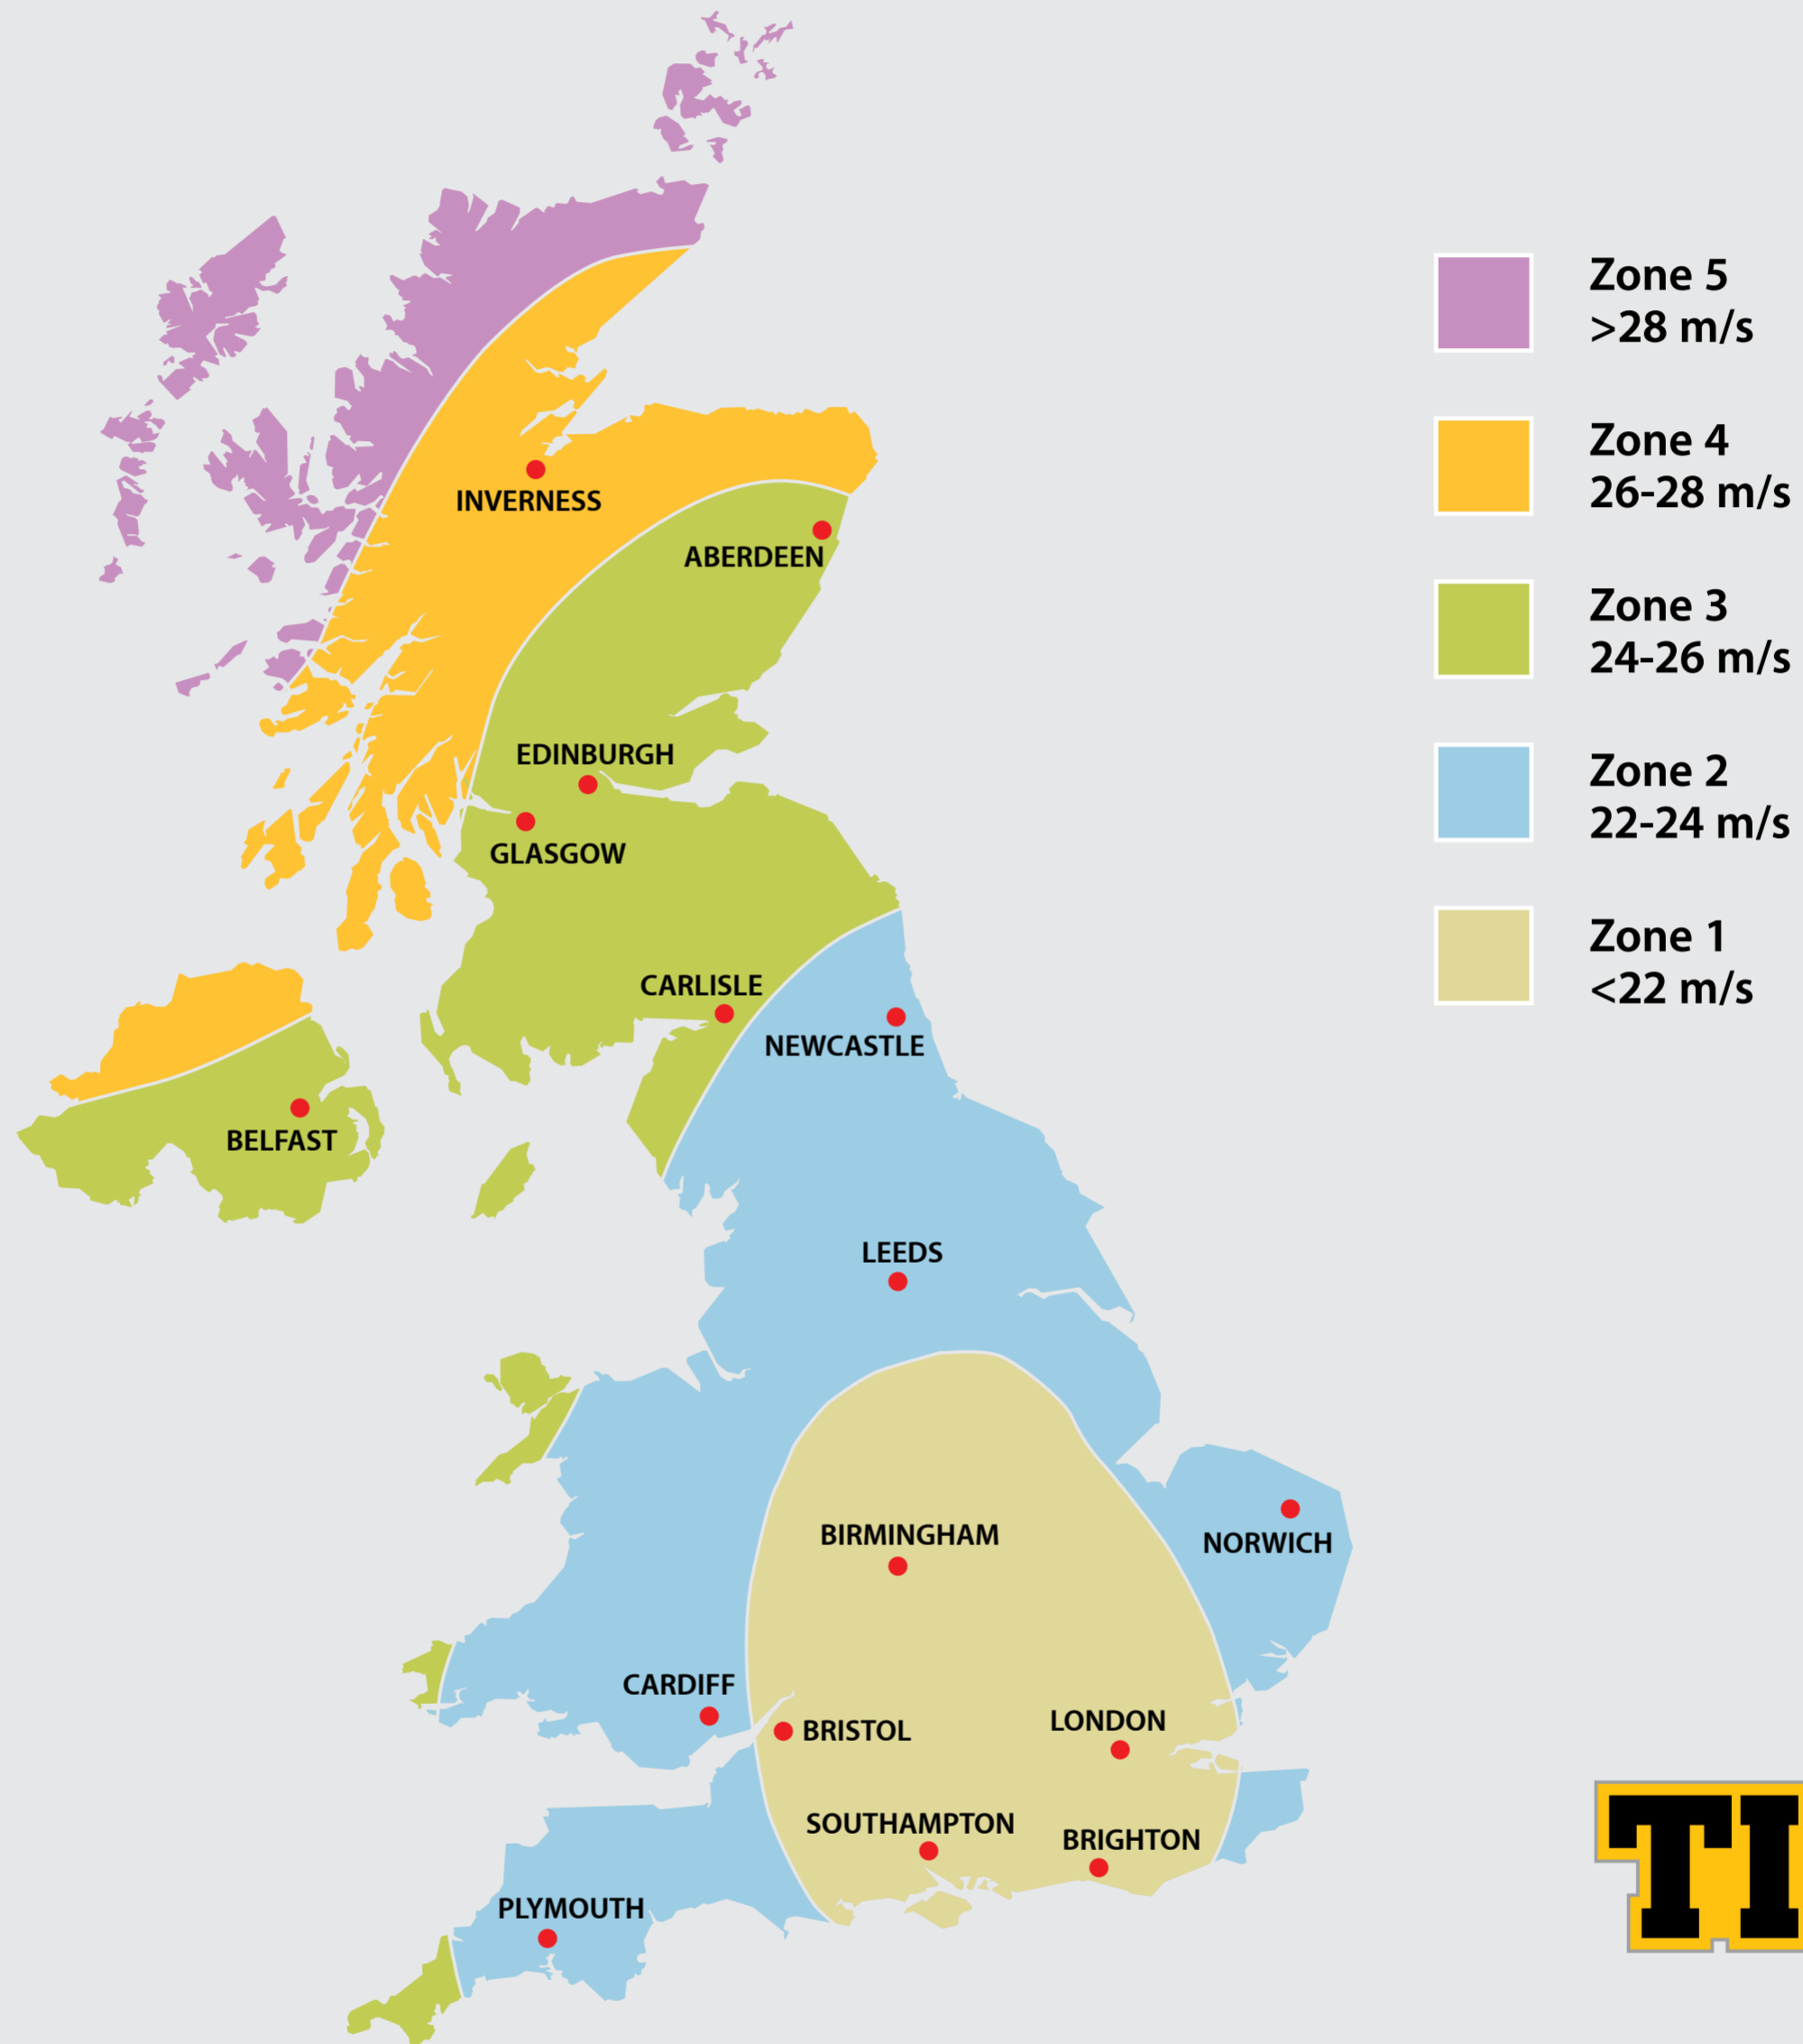 Zone 5
>28 m/s
Zone 4
26-28 m/s
INVERNESS
ABERDEEN
Zone 3
24-26 m/s
EDINBURGH
Zone 2
22-24 m/s
GLASGOW
Zone 1
<22 m/s
CARLISLE
NEWCASTLE
BELFAST
LEEDS
BIRMINGHAM
NORWICH
CARDIFF
BRISTOL
LONDON
SOUTHAMPTON
BRIGHTON
PLYMOUTH
TI